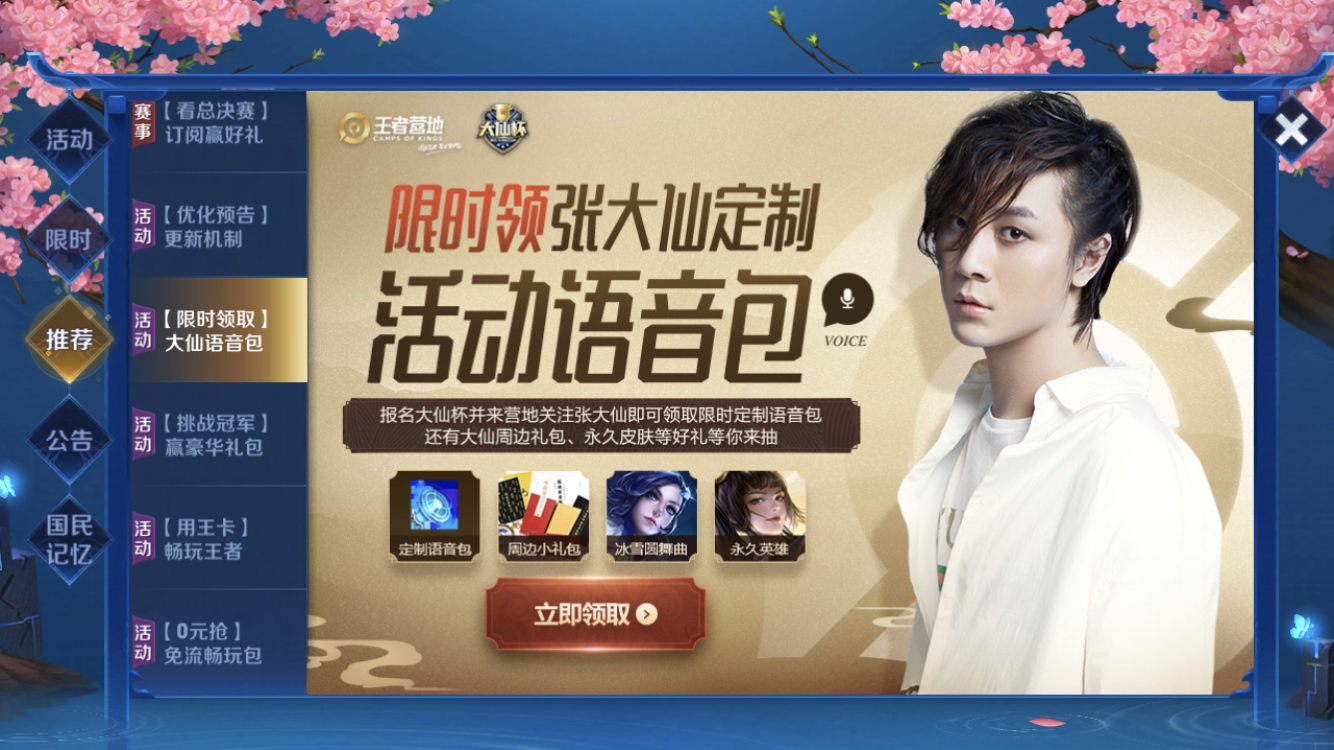 活动
限时
推荐
公告
国民
记忆
赛事
【看总决赛】
订阅赢好礼
活动
【优化预告】
更新机制
活动
【限时领取】
大仙语音包
活动
【挑战冠军】
赢豪华礼包
活动
【用王卡】
畅玩王者
活动
【0元抢】
免流畅玩包
王者营地
CAMPS OF KINGS
大仙杯
限时领张大仙定制
活动语音包
VOICE
报名大仙杯并来营地关注张大仙即可领取限时定制语音包
还有大仙周边礼包、永久皮肤等好礼等你来抽
定制语音包
周边小礼包
冰雪圆舞曲
永久英雄
立即领取